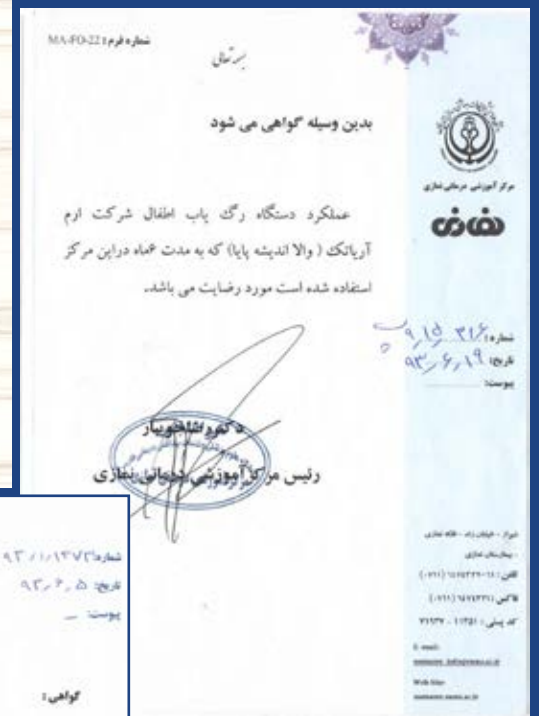 شماره فرم: MA-FO-22
بسمه تعالی
بدین وسیله گواهی می شود
عملکرد دستگاه رگ یاب اطفال شرکت ارم
آریاتک ( والا اندیشه پایا) که به مدت ۶ماه دراین مرکز
استفاده شده است مورد رضایت می باشد.
رئیس مرکز آموزشی درمانی نمازی
مرکز آموزشی درمانی نمازی
نمازی
شماره:
تاریخ: ۹۳,۶,۱۹
پیوست:
شیراز - خیابان زند - فلکه نمازی
- بیمارستان نمازی
تلفن:
فاکس:
کد پستی: ۱۱۳۵۱ - ۷۱۹۳۷
E-mail:
Web Site:
شماره:
تاریخ: ۹۳,۶,۵
پیوست: -
گواهی: